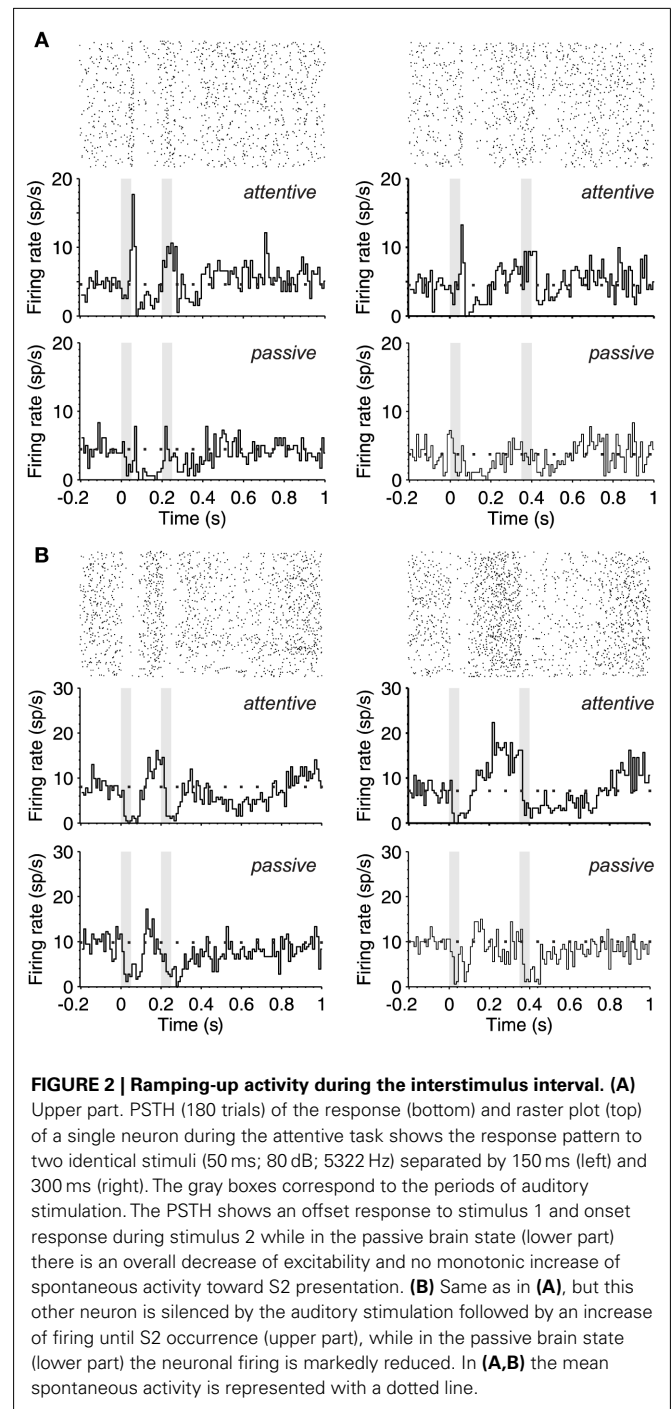 A
20
attentive
10
0
Firing rate (sp/s)
20
attentive
10
0
Firing rate (sp/s)
20
passive
10
0
Firing rate (sp/s)
-0.2 0 0.2 0.4 0.6 0.8 1
Time (s)
20
passive
10
0
Firing rate (sp/s)
-0.2 0 0.2 0.4 0.6 0.8 1
Time (s)
B
30
attentive
20
10
0
Firing rate (sp/s)
30
attentive
20
10
0
Firing rate (sp/s)
30
passive
20
10
0
Firing rate (sp/s)
-0.2 0 0.2 0.4 0.6 0.8 1
Time (s)
30
passive
20
10
0
Firing rate (sp/s)
-0.2 0 0.2 0.4 0.6 0.8 1
Time (s)
FIGURE 2 | Ramping-up activity during the interstimulus interval. (A)
Upper part. PSTH (180 trials) of the response (bottom) and raster plot (top)
of a single neuron during the attentive task shows the response pattern to
two identical stimuli (50 ms; 80 dB; 5322 Hz) separated by 150 ms (left) and
300 ms (right). The gray boxes correspond to the periods of auditory
stimulation. The PSTH shows an offset response to stimulus 1 and onset
response during stimulus 2 while in the passive brain state (lower part)
there is an overall decrease of excitability and no monotonic increase of
spontaneous activity toward S2 presentation. (B) Same as in (A), but this
other neuron is silenced by the auditory stimulation followed by an increase
of firing until S2 occurrence (upper part), while in the passive brain state
(lower part) the neuronal firing is markedly reduced. In (A,B) the mean
spontaneous activity is represented with a dotted line.